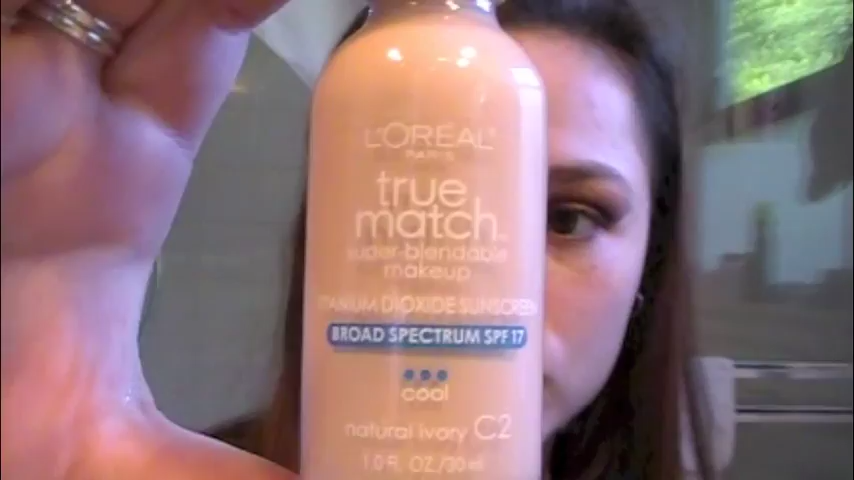 L'ORÉAL
PARIS
true
match™
super-blendable
makeup
TITANIUM DIOXIDE SUNSCREEN
BROAD SPECTRUM SPF 17
cool
natural ivory C2
1.0 FL. OZ./30 ml